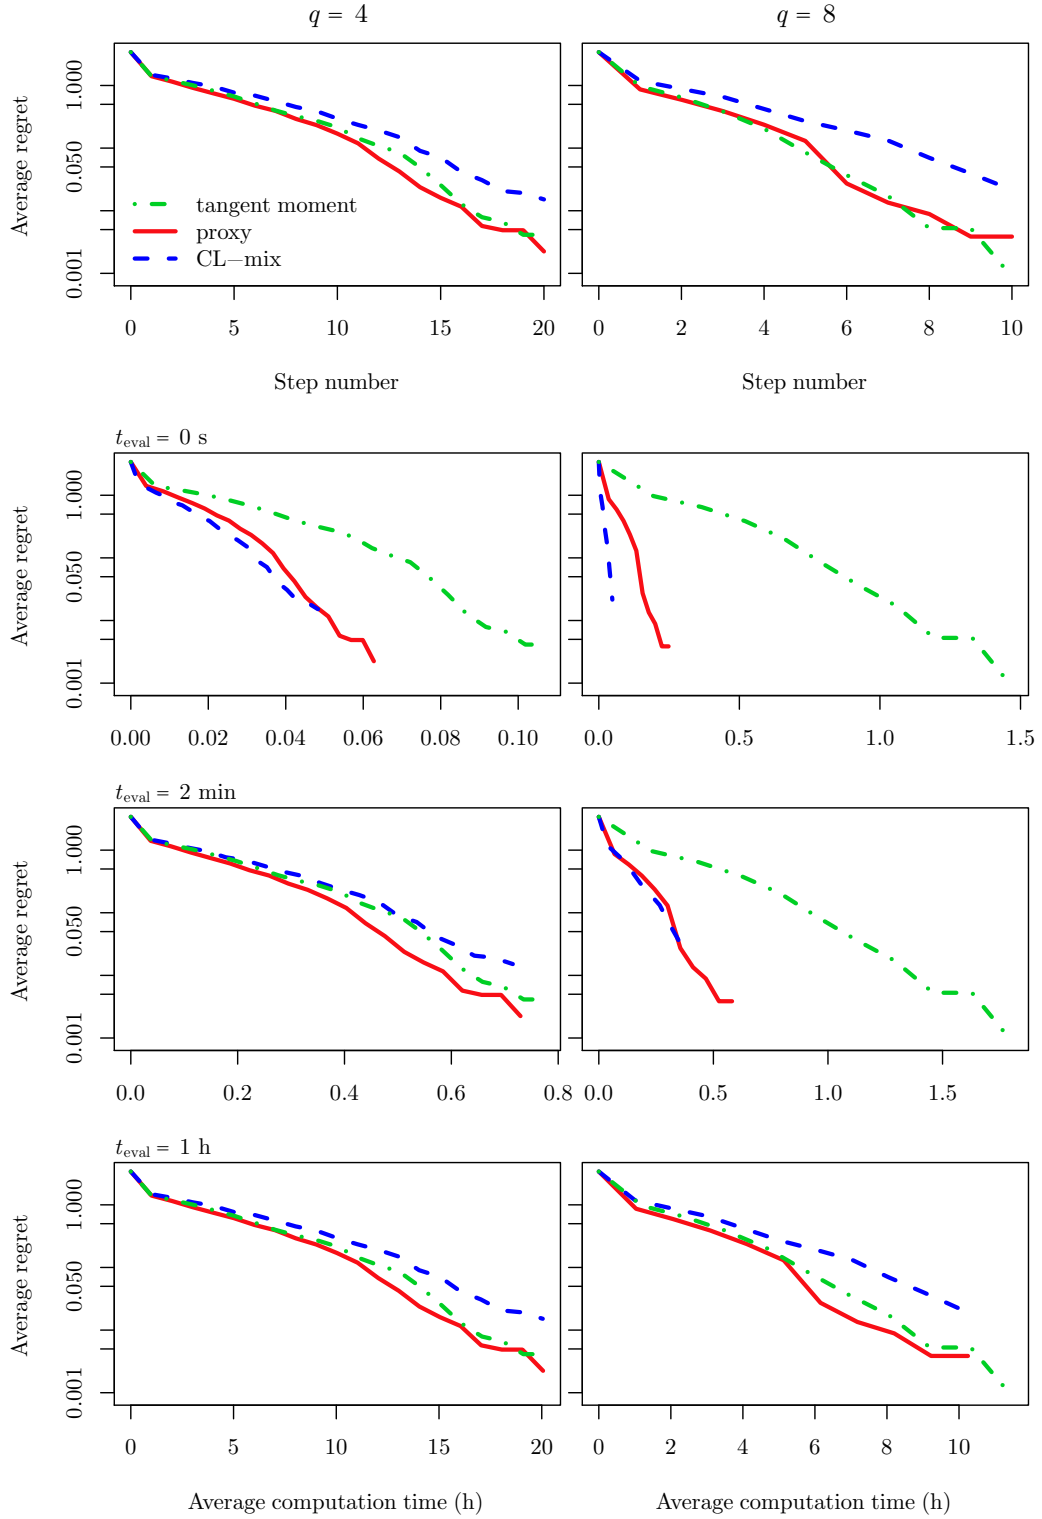 q = 4
q = 8
Average regret
1.000
0.050
0.001
tangent moment
proxy
CL−mix
0 5 10 15 20
0 2 4 6 8 10
Step number
Step number
t_eval = 0 s
Average regret
1.000
0.050
0.001
0.00 0.02 0.04 0.06 0.08 0.10
0.0 0.5 1.0 1.5
t_eval = 2 min
Average regret
1.000
0.050
0.001
0.0 0.2 0.4 0.6 0.8
0.0 0.5 1.0 1.5
t_eval = 1 h
Average regret
1.000
0.050
0.001
0 5 10 15 20
0 2 4 6 8 10
Average computation time (h)
Average computation time (h)